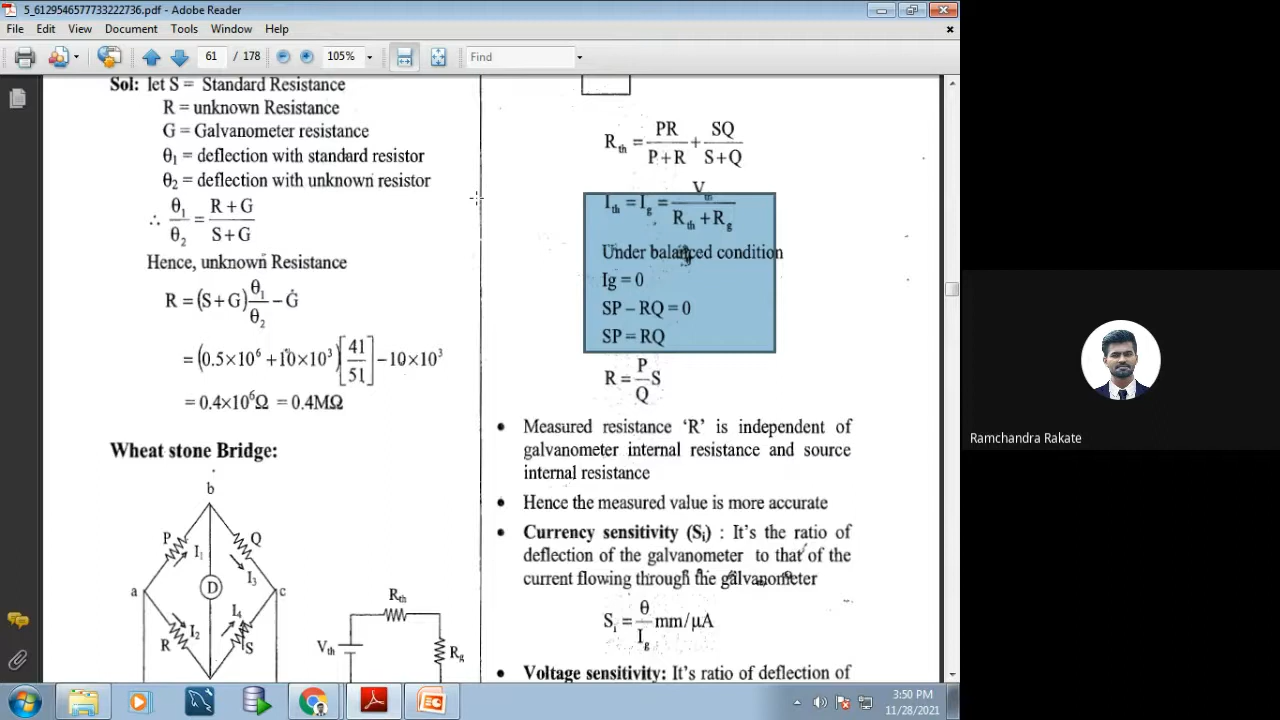 5_6129546577733222736.pdf - Adobe Reader
File Edit View Document Tools Window Help
61 / 178 105% Find
Sol: let S = Standard Resistance
R = unknown Resistance
G = Galvanometer resistance
θ₁ = deflection with standard resistor
θ₂ = deflection with unknown resistor
∴ θ₁/θ₂ = (R + G)/(S + G)
Hence, unknown Resistance
R = (S + G) θ₁/θ₂ − G
= (0.5×10⁶ + 10×10³) [41/51] − 10×10³
= 0.4×10⁶Ω = 0.4MΩ
Wheat stone Bridge:
b
P Q
I₁ I₃
a D c
I₂ I₄
R S
Rth
Vth Rg
Rth = PR/(P + R) + SQ/(S + Q)
Ith = Ig = Vth/(Rth + Rg)
Under balanced condition
Ig = 0
SP − RQ = 0
SP = RQ
R = P/Q S
• Measured resistance ‘R’ is independent of
galvanometer internal resistance and source
internal resistance
• Hence the measured value is more accurate
• Currency sensitivity (Si) : It's the ratio of
deflection of the galvanometer to that of the
current flowing through the galvanometer
Si = θ/Ig mm/μA
• Voltage sensitivity: It's ratio of deflection of
Ramchandra Rakate
3:50 PM
11/28/2021